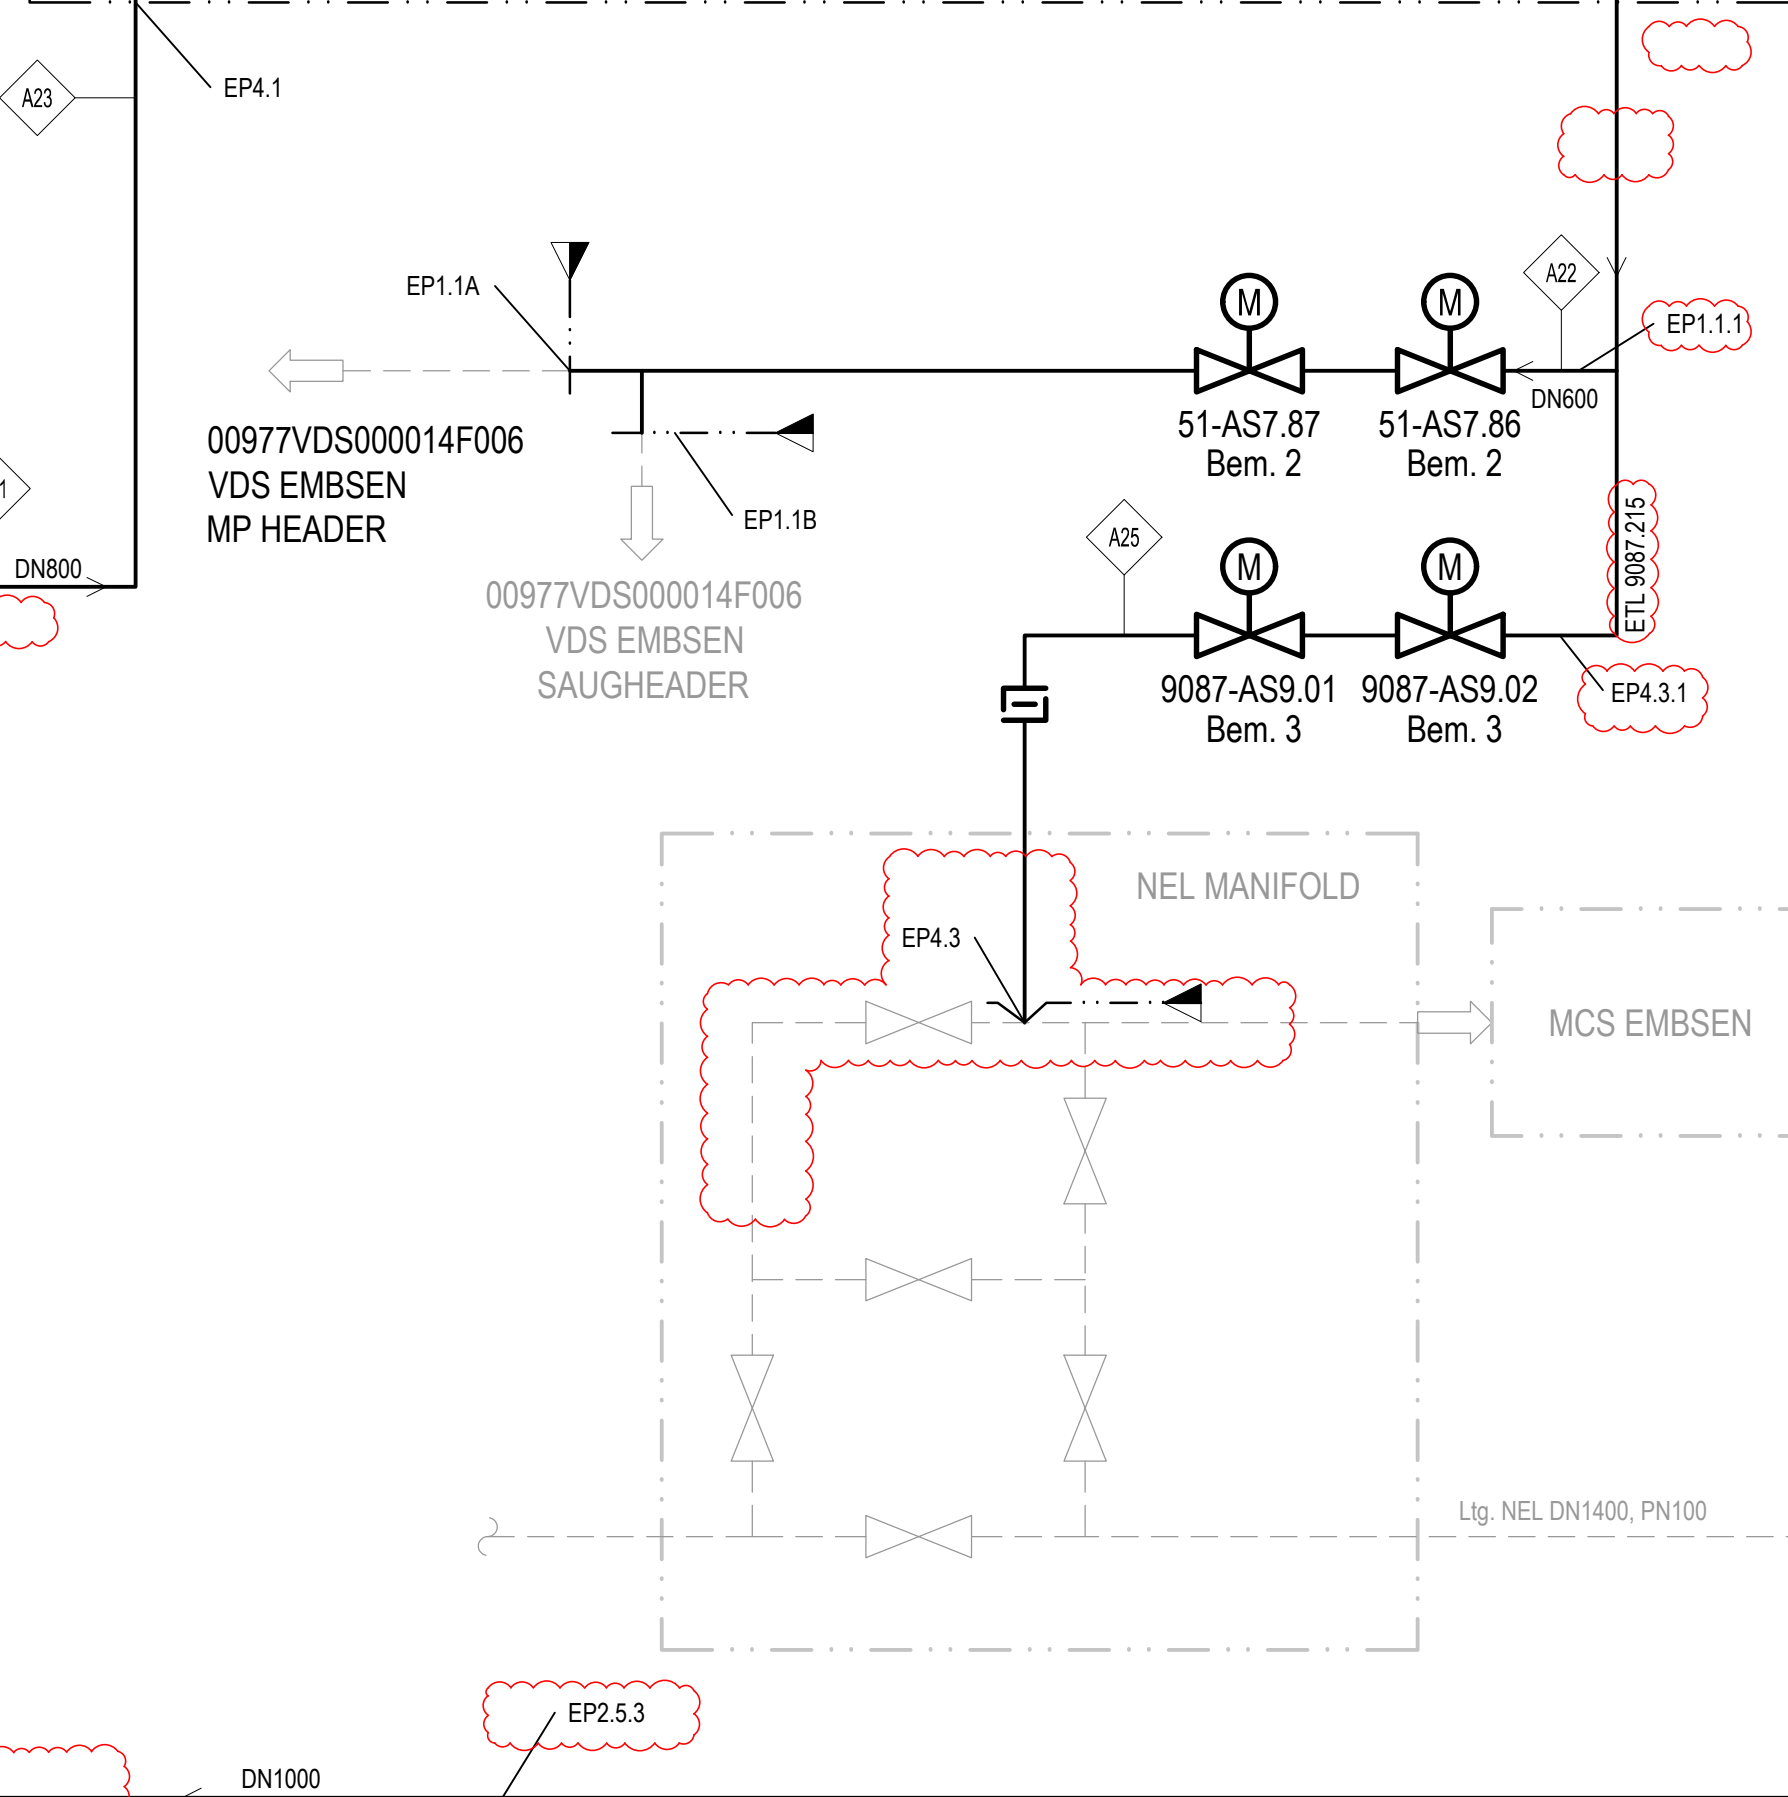 EP4.1
A23
EP1.1A
M
M
A22
EP1.1.1
DN600
51-AS7.87
Bem. 2
51-AS7.86
Bem. 2
00977VDS000014F006
VDS EMBSEN
MP HEADER
EP1.1B
A25
M
M
ETL 9087.215
DN800
00977VDS000014F006
VDS EMBSEN
SAUGHEADER
9087-AS9.01
Bem. 3
9087-AS9.02
Bem. 3
EP4.3.1
NEL MANIFOLD
EP4.3
MCS EMBSEN
Ltg. NEL DN1400, PN100
EP2.5.3
DN1000